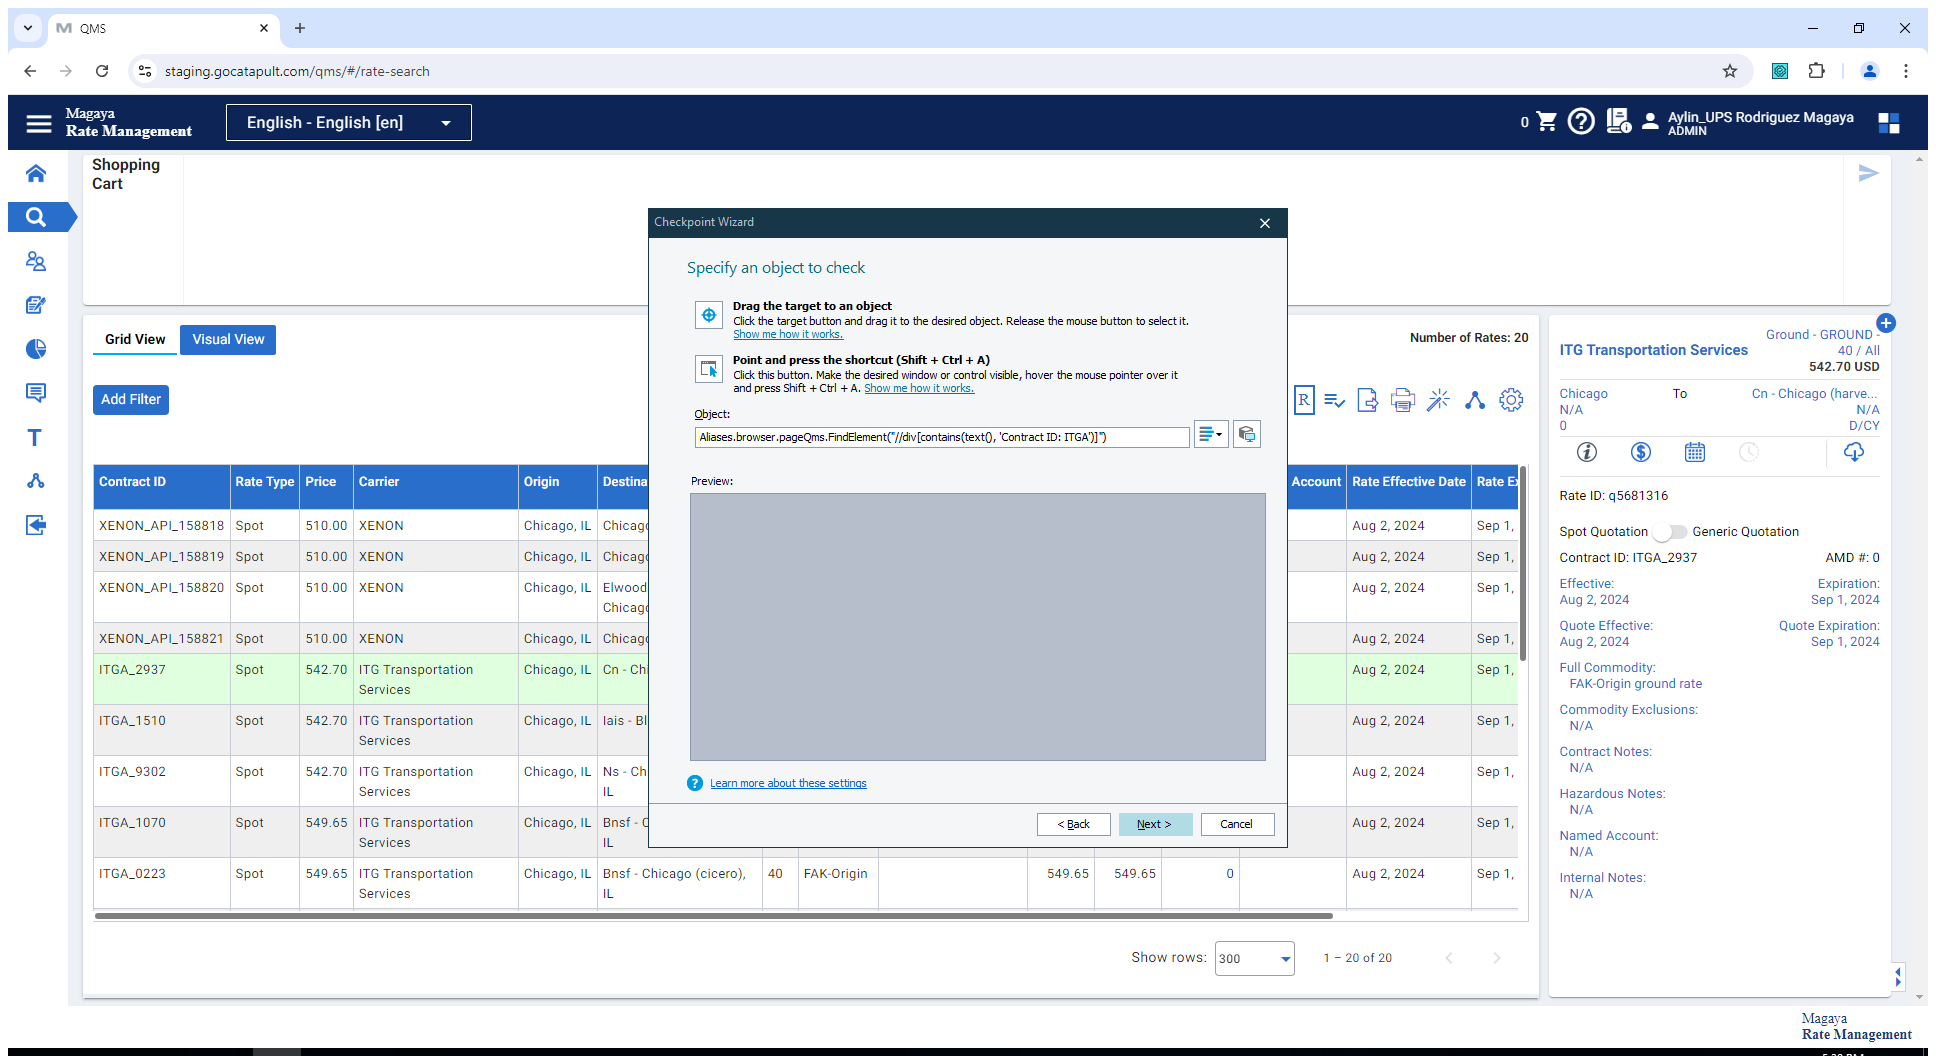 QMS
staging.gocatapult.com/qms/#/rate-search
Magaya
Rate Management
English - English [en]
0
Aylin_UPS Rodriguez Magaya
ADMIN
Shopping
Cart
Checkpoint Wizard
Specify an object to check
Drag the target to an object
Click the target button and drag it to the desired object. Release the mouse button to select it.
Show me how it works.
Point and press the shortcut (Shift + Ctrl + A)
Click this button. Make the desired window or control visible, hover the mouse pointer over it
and press Shift + Ctrl + A. Show me how it works.
Object:
Aliases.browser.pageQms.FindElement("//div[contains(text(), 'Contract ID: ITGA')]")
Preview:
? Learn more about these settings
< Back Next > Cancel
Grid View Visual View
Number of Rates: 20
Add Filter
R
Contract ID Rate Type Price Carrier Origin Destina Account Rate Effective Date Rate Ex
XENON_API_158818 Spot 510.00 XENON Chicago, IL Chicago Aug 2, 2024 Sep 1,
XENON_API_158819 Spot 510.00 XENON Chicago, IL Chicago Aug 2, 2024 Sep 1,
XENON_API_158820 Spot 510.00 XENON Chicago, IL Elwood Aug 2, 2024 Sep 1,
Chicago
XENON_API_158821 Spot 510.00 XENON Chicago, IL Chicago Aug 2, 2024 Sep 1,
ITGA_2937 Spot 542.70 ITG Transportation Chicago, IL Cn - Chi Aug 2, 2024 Sep 1,
Services
ITGA_1510 Spot 542.70 ITG Transportation Chicago, IL Iais - Bl Aug 2, 2024 Sep 1,
Services
ITGA_9302 Spot 542.70 ITG Transportation Chicago, IL Ns - Ch Aug 2, 2024 Sep 1,
Services IL
ITGA_1070 Spot 549.65 ITG Transportation Chicago, IL Bnsf - C Aug 2, 2024 Sep 1,
Services IL
ITGA_0223 Spot 549.65 ITG Transportation Chicago, IL Bnsf - Chicago (cicero), 40 FAK-Origin 549.65 549.65 0 Aug 2, 2024 Sep 1,
Services IL
Show rows: 300 1 – 20 of 20
ITG Transportation Services
Ground - GROUND -
40 / All
542.70 USD
Chicago To Cn - Chicago (harve...
N/A N/A
0 D/CY
Rate ID: q5681316
Spot Quotation Generic Quotation
Contract ID: ITGA_2937 AMD #: 0
Effective: Expiration:
Aug 2, 2024 Sep 1, 2024
Quote Effective: Quote Expiration:
Aug 2, 2024 Sep 1, 2024
Full Commodity:
FAK-Origin ground rate
Commodity Exclusions:
N/A
Contract Notes:
N/A
Hazardous Notes:
N/A
Named Account:
N/A
Internal Notes:
N/A
Magaya
Rate Management